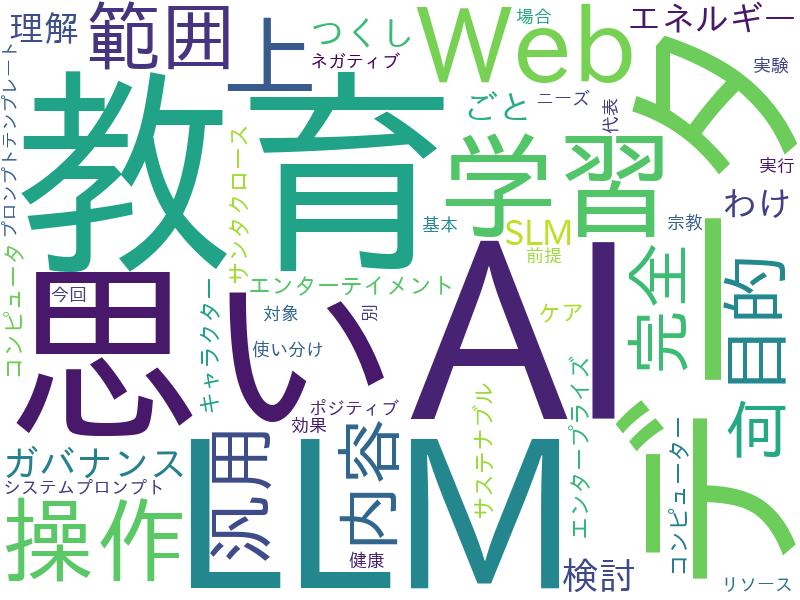 場合
エネルギー
理解
範囲
上
つくし
ネガティブ
Web
実験
データ
教育
ごと
ニーズ
代表
プロンプトテンプレート
サンタクロース
学習
実行
わけ
基本
SLM
前提
宗教
完全
目的
コンピュータ
今回
思い
AI
エンターテイメント
キャラクター
対象
別
ケア
使い分け
ポジティブ
効果
何
ガバナンス
システムプロンプト
汎用
内容
サステナブル
エンタープライズ
コンピューター
操作
LLM
健康
検討
リソース